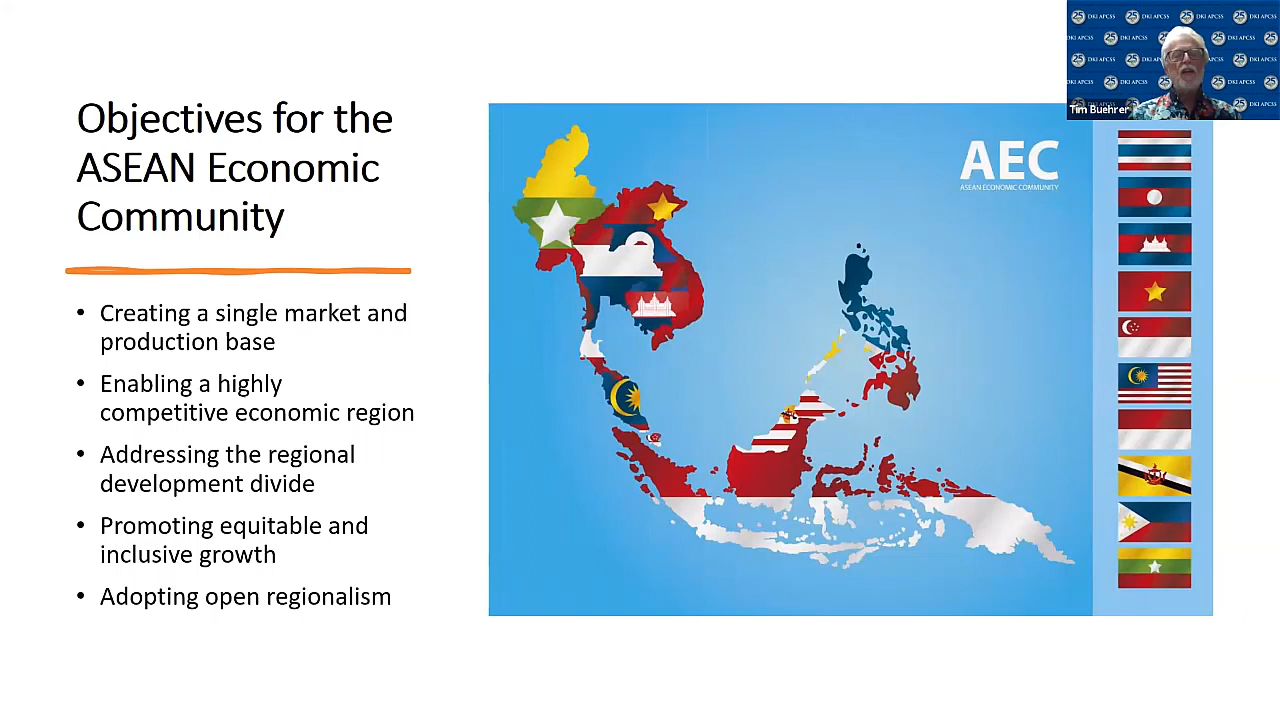 Objectives for the
ASEAN Economic
Community
• Creating a single market and
production base
• Enabling a highly
competitive economic region
• Addressing the regional
development divide
• Promoting equitable and
inclusive growth
• Adopting open regionalism
AEC
ASEAN ECONOMIC COMMUNITY
25 DKI APCSS
Tim Buehrer